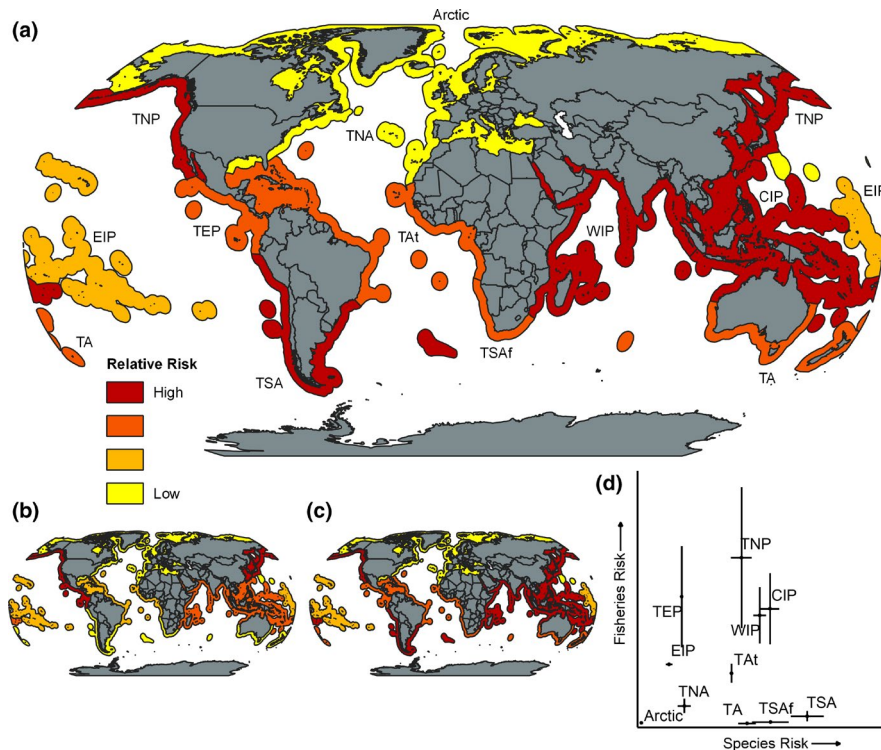 Arctic
(a)
TNP
TNA
TNP
CIP
EIP
EIP
TEP
TAt
WIP
TA
TSAf
TSA
TA
Relative Risk
High
Low
(b)
(c)
(d)
Fisheries Risk
TNP
TEP
CIP
WIP
EIP
TAt
TNA
TA
TSAf
TSA
Arctic
Species Risk